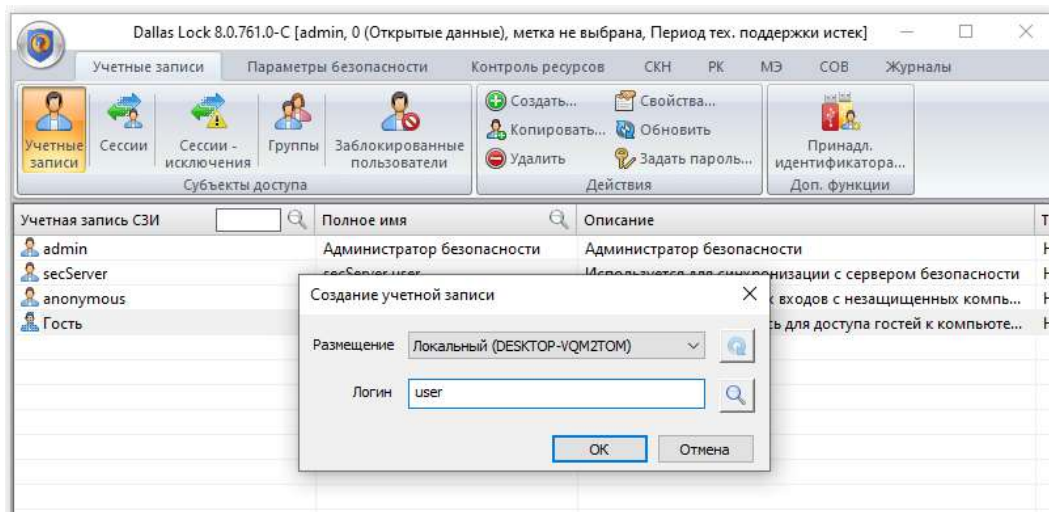 Dallas Lock 8.0.761.0-C [admin, 0 (Открытые данные), метка не выбрана, Период тех. поддержки истек]
Учетные записи Параметры безопасности Контроль ресурсов СКН РК МЭ СОВ Журналы
Учетные записи
Сессии
Сессии - исключения
Группы
Заблокированные пользователи
Субъекты доступа
Создать...
Копировать...
Удалить
Свойства...
Обновить
Задать пароль...
Действия
Принадл. идентификатора...
Доп. функции
Учетная запись СЗИ Полное имя Описание
admin Администратор безопасности Администратор безопасности
secServer secServer user Используется для синхронизации с сервером безопасности
anonymous входов с незащищенных компь...
Гость для доступа гостей к компьюте...
Создание учетной записи
Размещение Локальный (DESKTOP-VQM2TOM)
Логин user
ОК Отмена